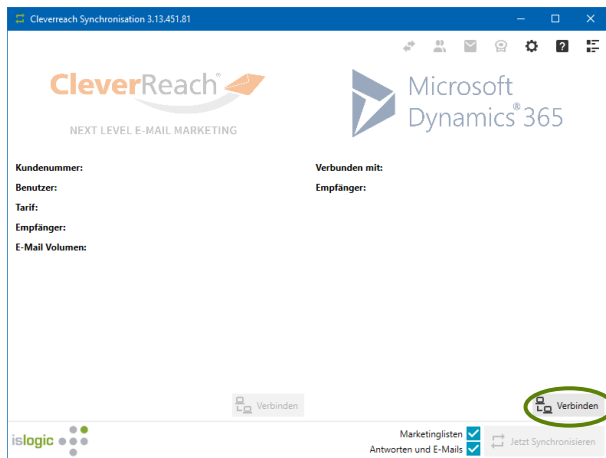 Cleverreach Synchronisation 3.13.451.81
CleverReach®
NEXT LEVEL E-MAIL MARKETING
Microsoft
Dynamics® 365
Kundenummer:
Benutzer:
Tarif:
Empfänger:
E-Mail Volumen:
Verbunden mit:
Empfänger:
Verbinden
Verbinden
islogic
Marketinglisten
Antworten und E-Mails
Jetzt Synchronisieren